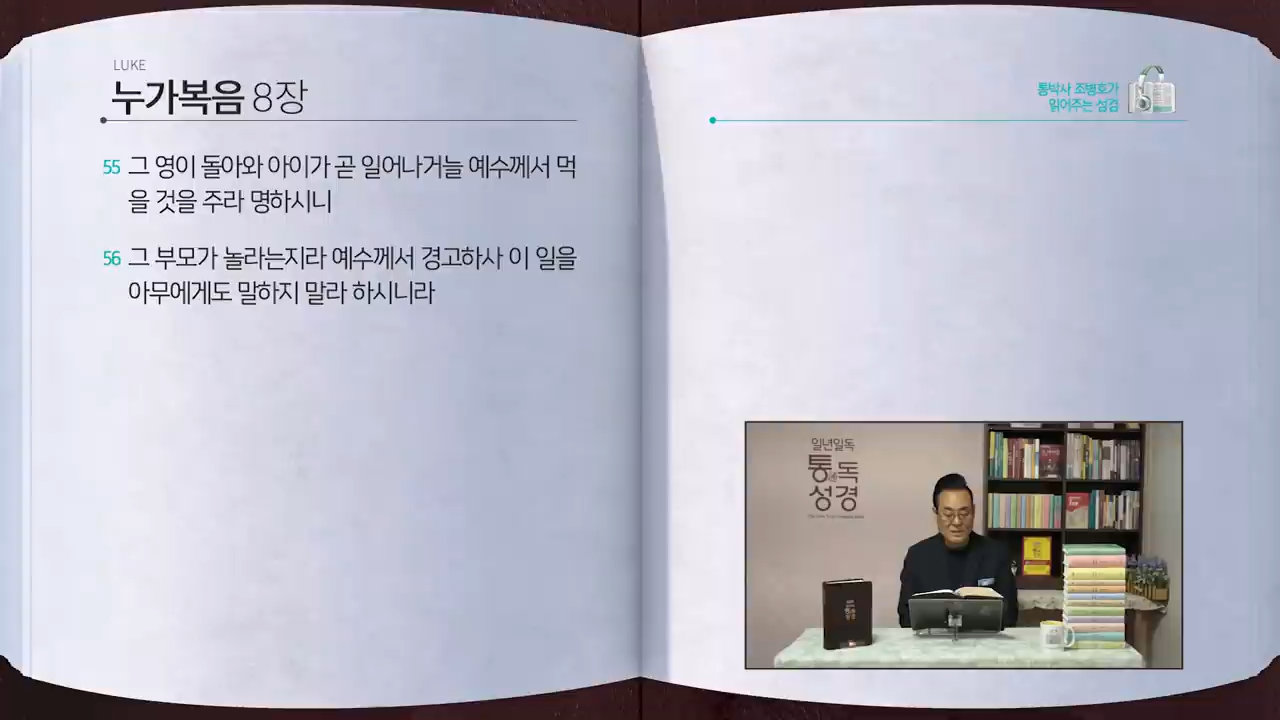 LUKE
누가복음 8장
55 그 영이 돌아와 아이가 곧 일어나거늘 예수께서 먹
을 것을 주라 명하시니
56 그 부모가 놀라는지라 예수께서 경고하사 이 일을
아무에게도 말하지 말라 하시니라
통박사 조병호가
읽어주는 성경
일년일독
통독
성경